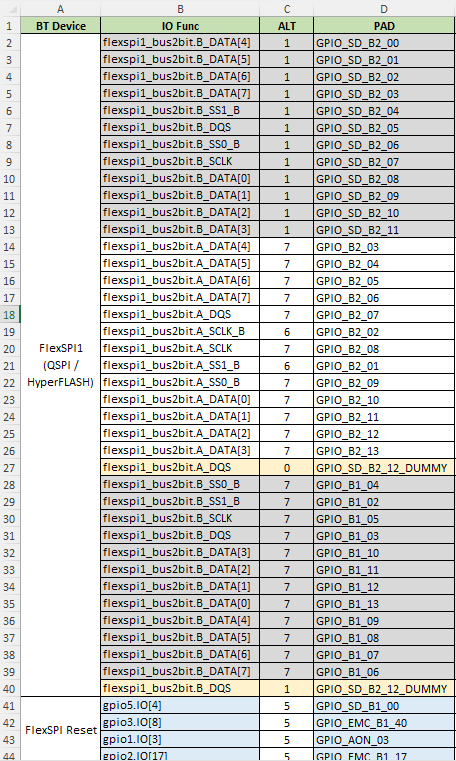 A B C D
1 BT Device IO Func ALT PAD
2 flexspi1_bus2bit.B_DATA[4] 1 GPIO_SD_B2_00
3 flexspi1_bus2bit.B_DATA[5] 1 GPIO_SD_B2_01
4 flexspi1_bus2bit.B_DATA[6] 1 GPIO_SD_B2_02
5 flexspi1_bus2bit.B_DATA[7] 1 GPIO_SD_B2_03
6 flexspi1_bus2bit.B_SS1_B 1 GPIO_SD_B2_04
7 flexspi1_bus2bit.B_DQS 1 GPIO_SD_B2_05
8 flexspi1_bus2bit.B_SS0_B 1 GPIO_SD_B2_06
9 flexspi1_bus2bit.B_SCLK 1 GPIO_SD_B2_07
10 flexspi1_bus2bit.B_DATA[0] 1 GPIO_SD_B2_08
11 flexspi1_bus2bit.B_DATA[1] 1 GPIO_SD_B2_09
12 flexspi1_bus2bit.B_DATA[2] 1 GPIO_SD_B2_10
13 flexspi1_bus2bit.B_DATA[3] 1 GPIO_SD_B2_11
14 flexspi1_bus2bit.A_DATA[4] 7 GPIO_B2_03
15 flexspi1_bus2bit.A_DATA[5] 7 GPIO_B2_04
16 flexspi1_bus2bit.A_DATA[6] 7 GPIO_B2_05
17 flexspi1_bus2bit.A_DATA[7] 7 GPIO_B2_06
18 flexspi1_bus2bit.A_DQS 7 GPIO_B2_07
19 flexspi1_bus2bit.A_SCLK_B 6 GPIO_B2_02
20 FlexSPI1 flexspi1_bus2bit.A_SCLK 7 GPIO_B2_08
21 (QSPI / flexspi1_bus2bit.A_SS1_B 6 GPIO_B2_01
22 HyperFLASH) flexspi1_bus2bit.A_SS0_B 7 GPIO_B2_09
23 flexspi1_bus2bit.A_DATA[0] 7 GPIO_B2_10
24 flexspi1_bus2bit.A_DATA[1] 7 GPIO_B2_11
25 flexspi1_bus2bit.A_DATA[2] 7 GPIO_B2_12
26 flexspi1_bus2bit.A_DATA[3] 7 GPIO_B2_13
27 flexspi1_bus2bit.A_DQS 0 GPIO_SD_B2_12_DUMMY
28 flexspi1_bus2bit.B_SS0_B 7 GPIO_B1_04
29 flexspi1_bus2bit.B_SS1_B 7 GPIO_B1_02
30 flexspi1_bus2bit.B_SCLK 7 GPIO_B1_05
31 flexspi1_bus2bit.B_DQS 7 GPIO_B1_03
32 flexspi1_bus2bit.B_DATA[3] 7 GPIO_B1_10
33 flexspi1_bus2bit.B_DATA[2] 7 GPIO_B1_11
34 flexspi1_bus2bit.B_DATA[1] 7 GPIO_B1_12
35 flexspi1_bus2bit.B_DATA[0] 7 GPIO_B1_13
36 flexspi1_bus2bit.B_DATA[4] 7 GPIO_B1_09
37 flexspi1_bus2bit.B_DATA[5] 7 GPIO_B1_08
38 flexspi1_bus2bit.B_DATA[6] 7 GPIO_B1_07
39 flexspi1_bus2bit.B_DATA[7] 7 GPIO_B1_06
40 flexspi1_bus2bit.B_DQS 1 GPIO_SD_B2_12_DUMMY
41 gpio5.IO[4] 5 GPIO_SD_B1_00
42 FlexSPI Reset gpio3.IO[8] 5 GPIO_EMC_B1_40
43 gpio1.IO[3] 5 GPIO_AON_03
44 gpio2.IO[17] 5 GPIO_EMC_B1_17